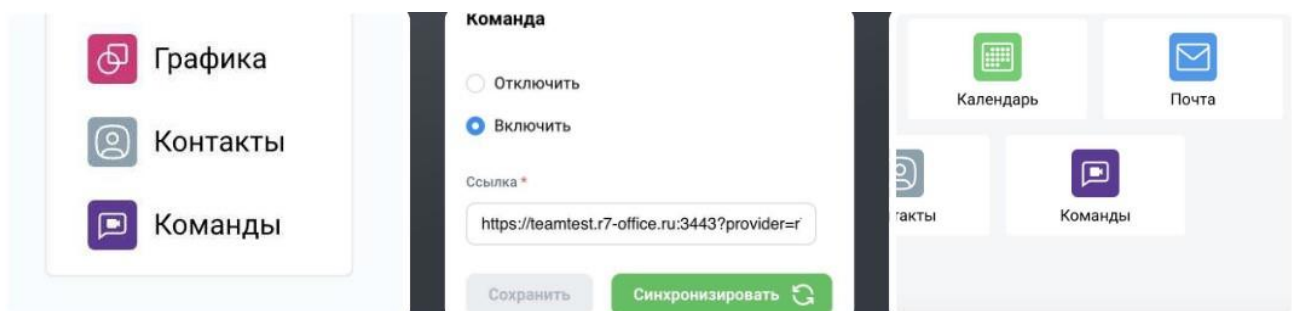 Графика
Контакты
Команды
Команда
Отключить
Включить
Ссылка *
https://teamtest.r7-office.ru:3443?provider=r
Сохранить
Синхронизировать
Календарь
Почта
такты
Команды